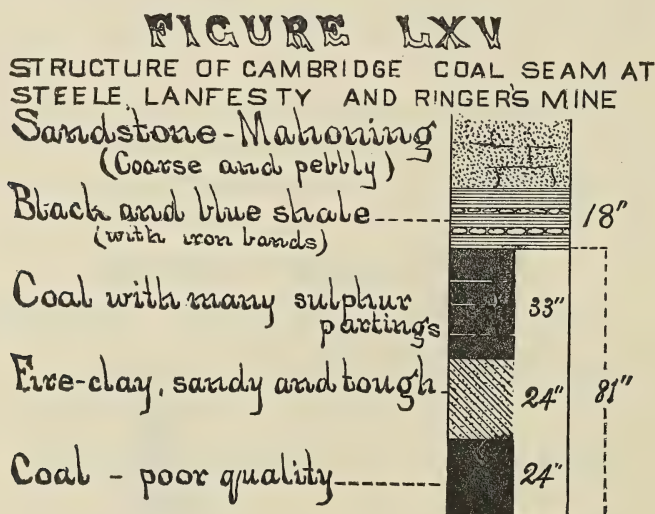 FIGURE LXV
STRUCTURE OF CAMBRIDGE COAL SEAM AT
STEELE, LANFESTY AND RINGER'S MINE
Sandstone-Mahoning
(Coarse and pebbly)
Black and blue shale 18"
(with iron bands)
Coal with many sulphur
partings 33"
Fire-clay, sandy and tough 24" 81"
Coal - poor quality 24"